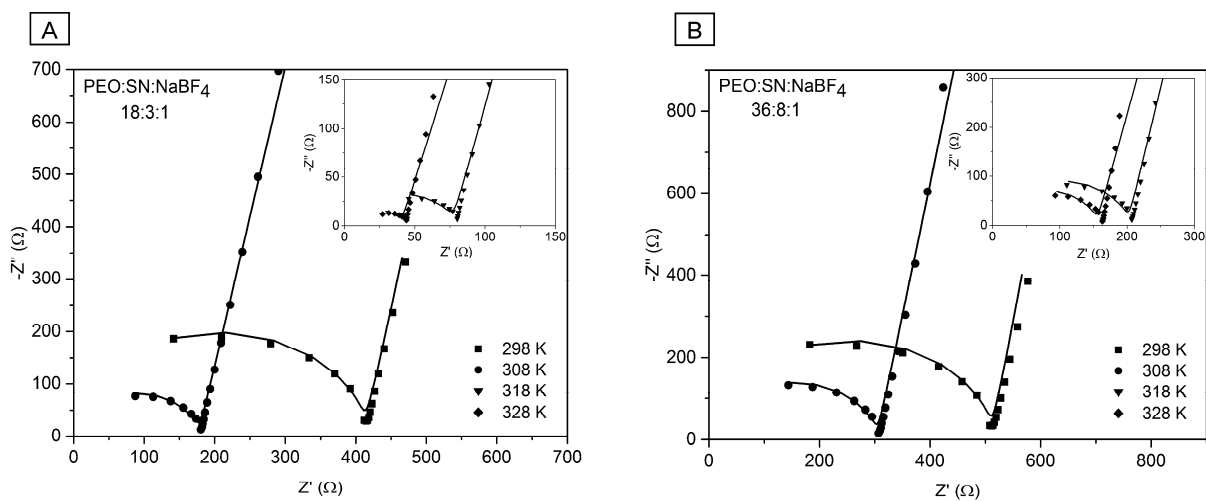 A
PEO:SN:NaBF4
18:3:1
-Z'' (Ω)
700
600
500
400
300
200
100
0
0
100
200
300
400
500
600
700
Z' (Ω)
298 K
308 K
318 K
328 K
-Z'' (Ω)
150
100
50
0
0
50
100
150
Z' (Ω)
B
PEO:SN:NaBF4
36:8:1
-Z'' (Ω)
800
600
400
200
0
0
200
400
600
800
Z' (Ω)
298 K
308 K
318 K
328 K
-Z'' (Ω)
300
200
100
0
0
100
200
300
Z' (Ω)